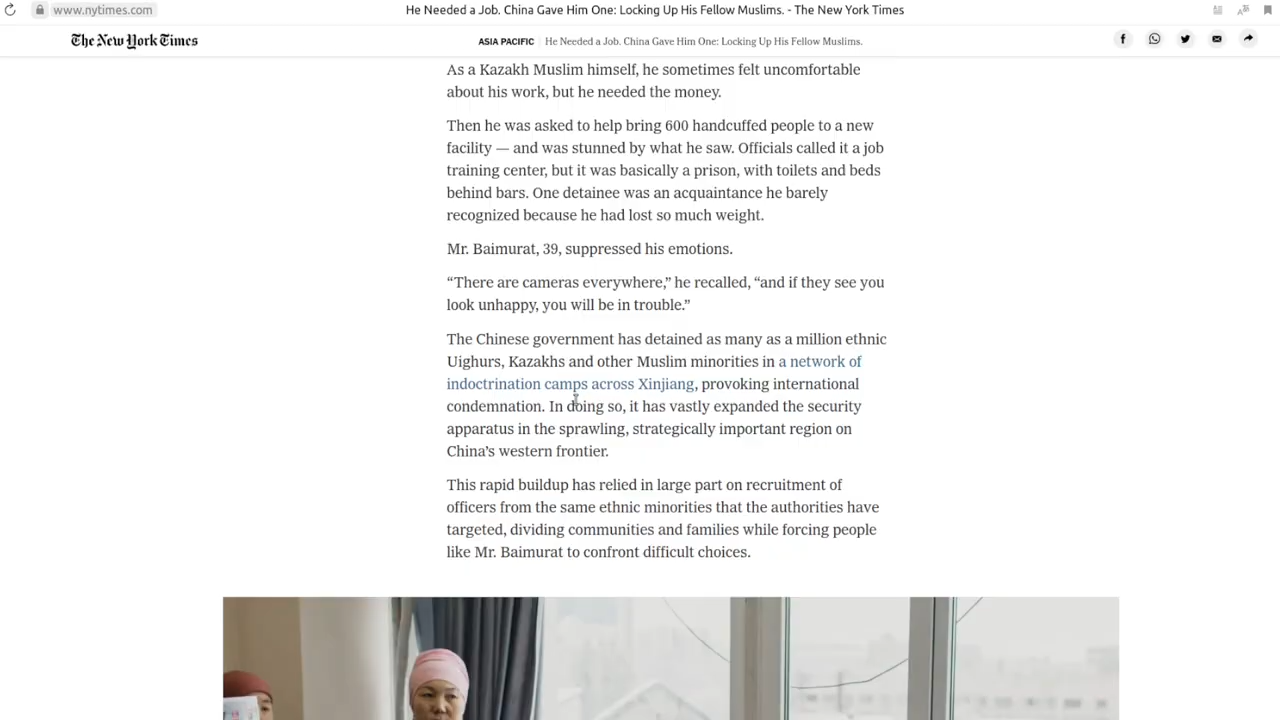 www.nytimes.com
He Needed a Job. China Gave Him One: Locking Up His Fellow Muslims. - The New York Times
The New York Times
ASIA PACIFIC | He Needed a Job. China Gave Him One: Locking Up His Fellow Muslims.
As a Kazakh Muslim himself, he sometimes felt uncomfortable
about his work, but he needed the money.
Then he was asked to help bring 600 handcuffed people to a new
facility — and was stunned by what he saw. Officials called it a job
training center, but it was basically a prison, with toilets and beds
behind bars. One detainee was an acquaintance he barely
recognized because he had lost so much weight.
Mr. Baimurat, 39, suppressed his emotions.
“There are cameras everywhere,” he recalled, “and if they see you
look unhappy, you will be in trouble.”
The Chinese government has detained as many as a million ethnic
Uighurs, Kazakhs and other Muslim minorities in a network of
indoctrination camps across Xinjiang, provoking international
condemnation. In doing so, it has vastly expanded the security
apparatus in the sprawling, strategically important region on
China’s western frontier.
This rapid buildup has relied in large part on recruitment of
officers from the same ethnic minorities that the authorities have
targeted, dividing communities and families while forcing people
like Mr. Baimurat to confront difficult choices.